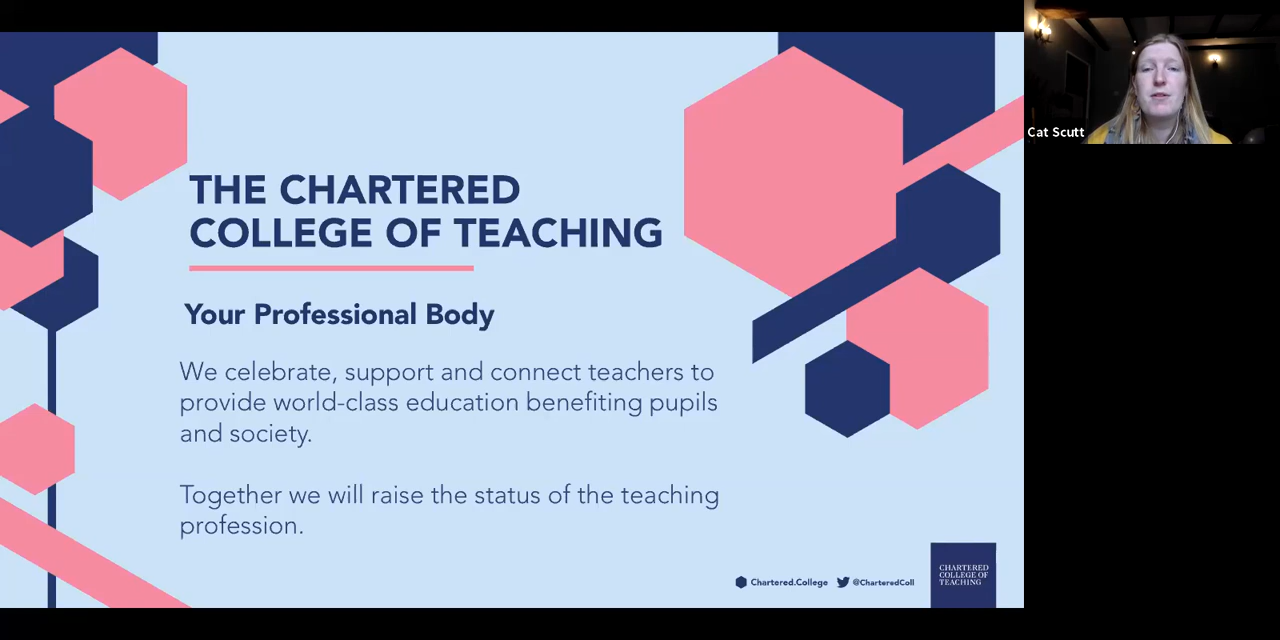 THE CHARTERED
COLLEGE OF TEACHING
Your Professional Body
We celebrate, support and connect teachers to
provide world-class education benefiting pupils
and society.
Together we will raise the status of the teaching
profession.
Chartered.College @CharteredColl
CHARTERED
COLLEGE OF
TEACHING
Cat Scutt